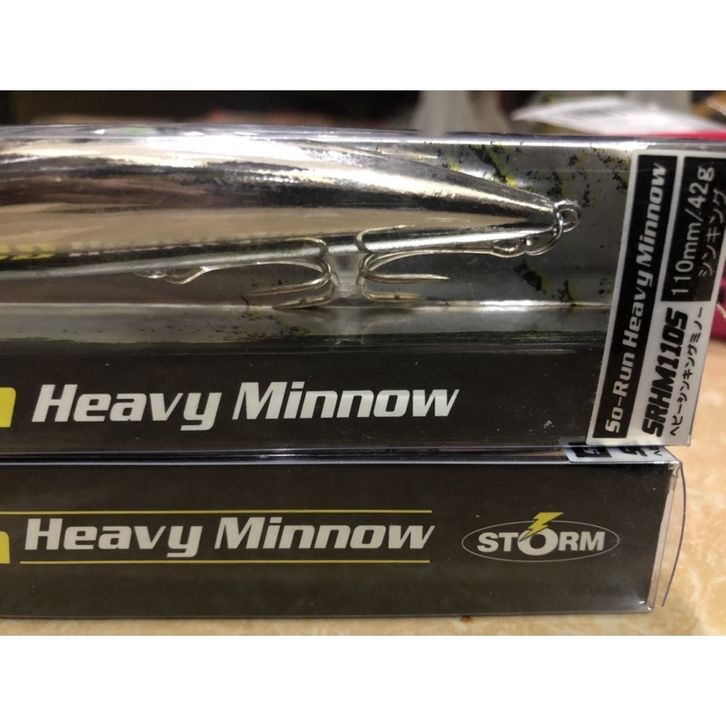 Heavy Minnow
So-Run Heavy Minnow
SRHM110S 110mm/42g
ヘビーシンキングミノー シンキング
Heavy Minnow
STORM